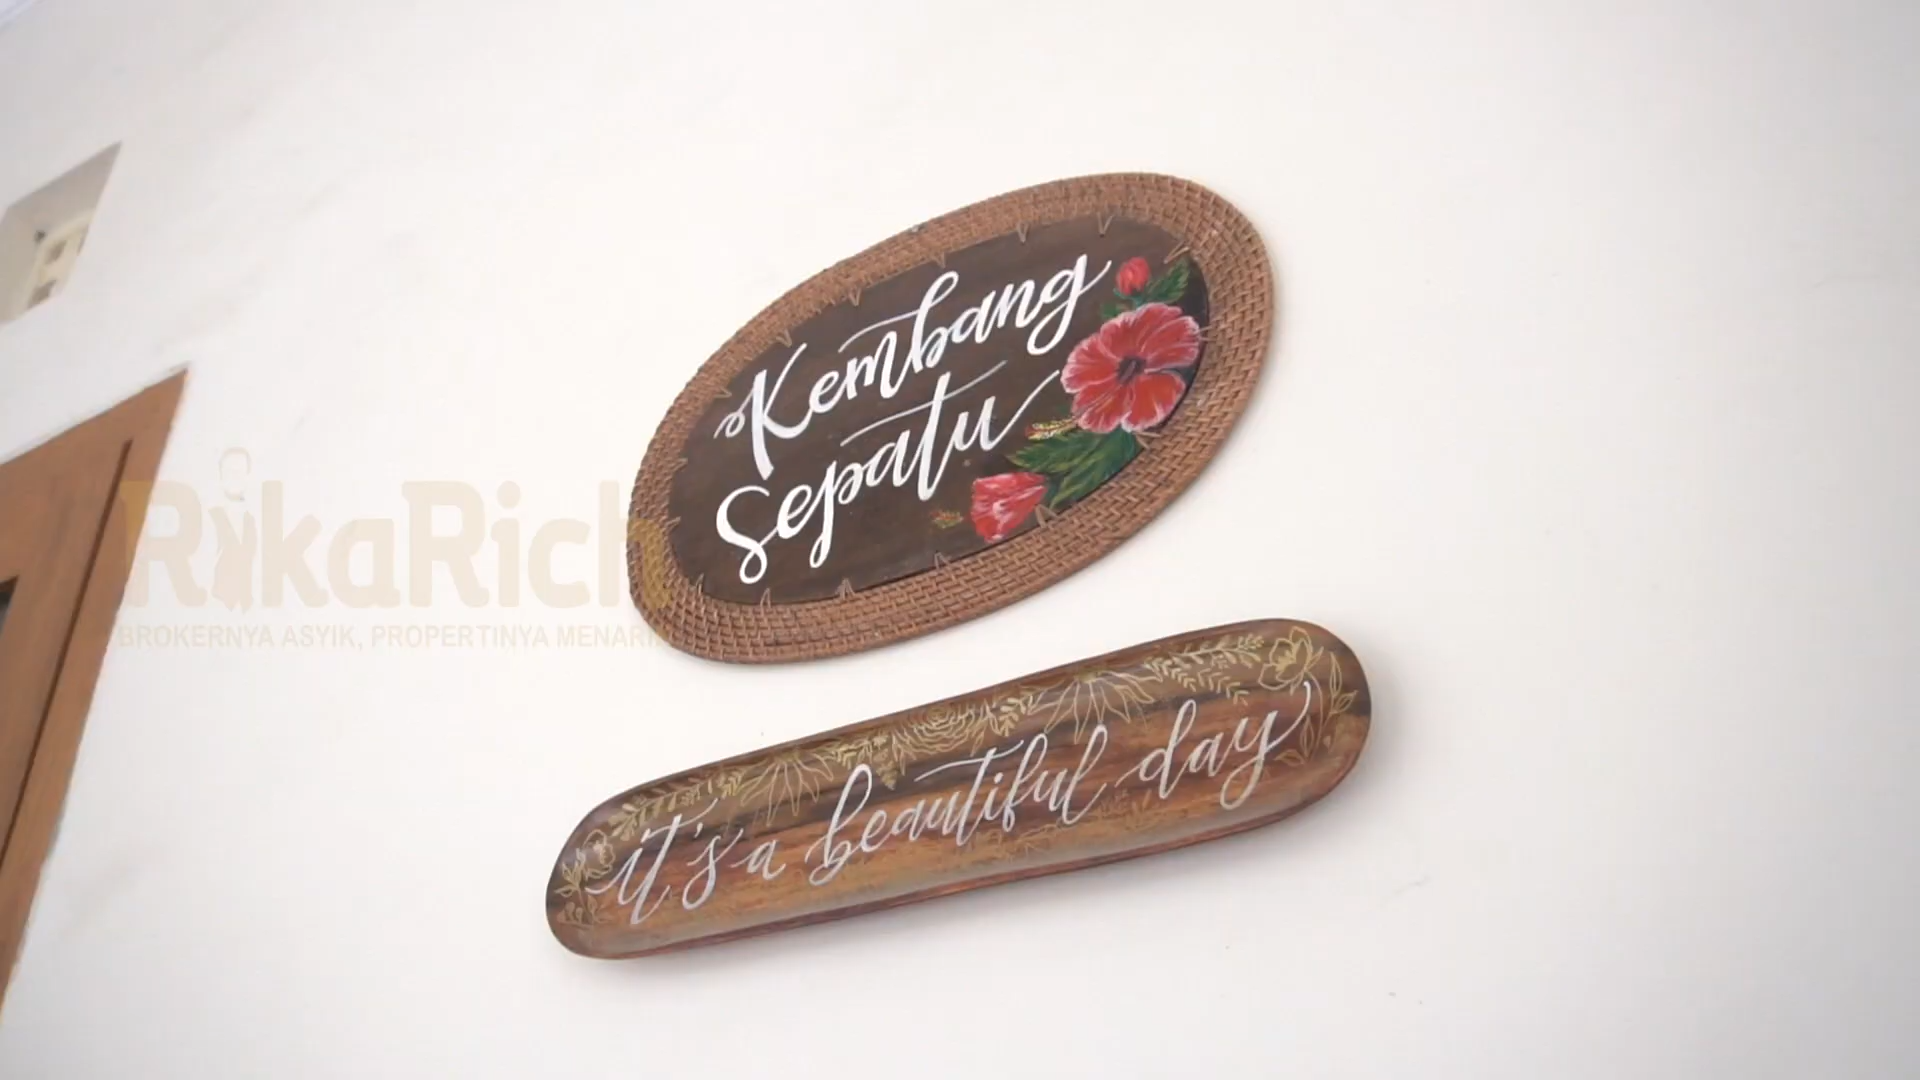 Kembang
Sepatu
RikaRich
BROKERNYA ASYIK, PROPERTINYA MENARIK
it's a beautiful day